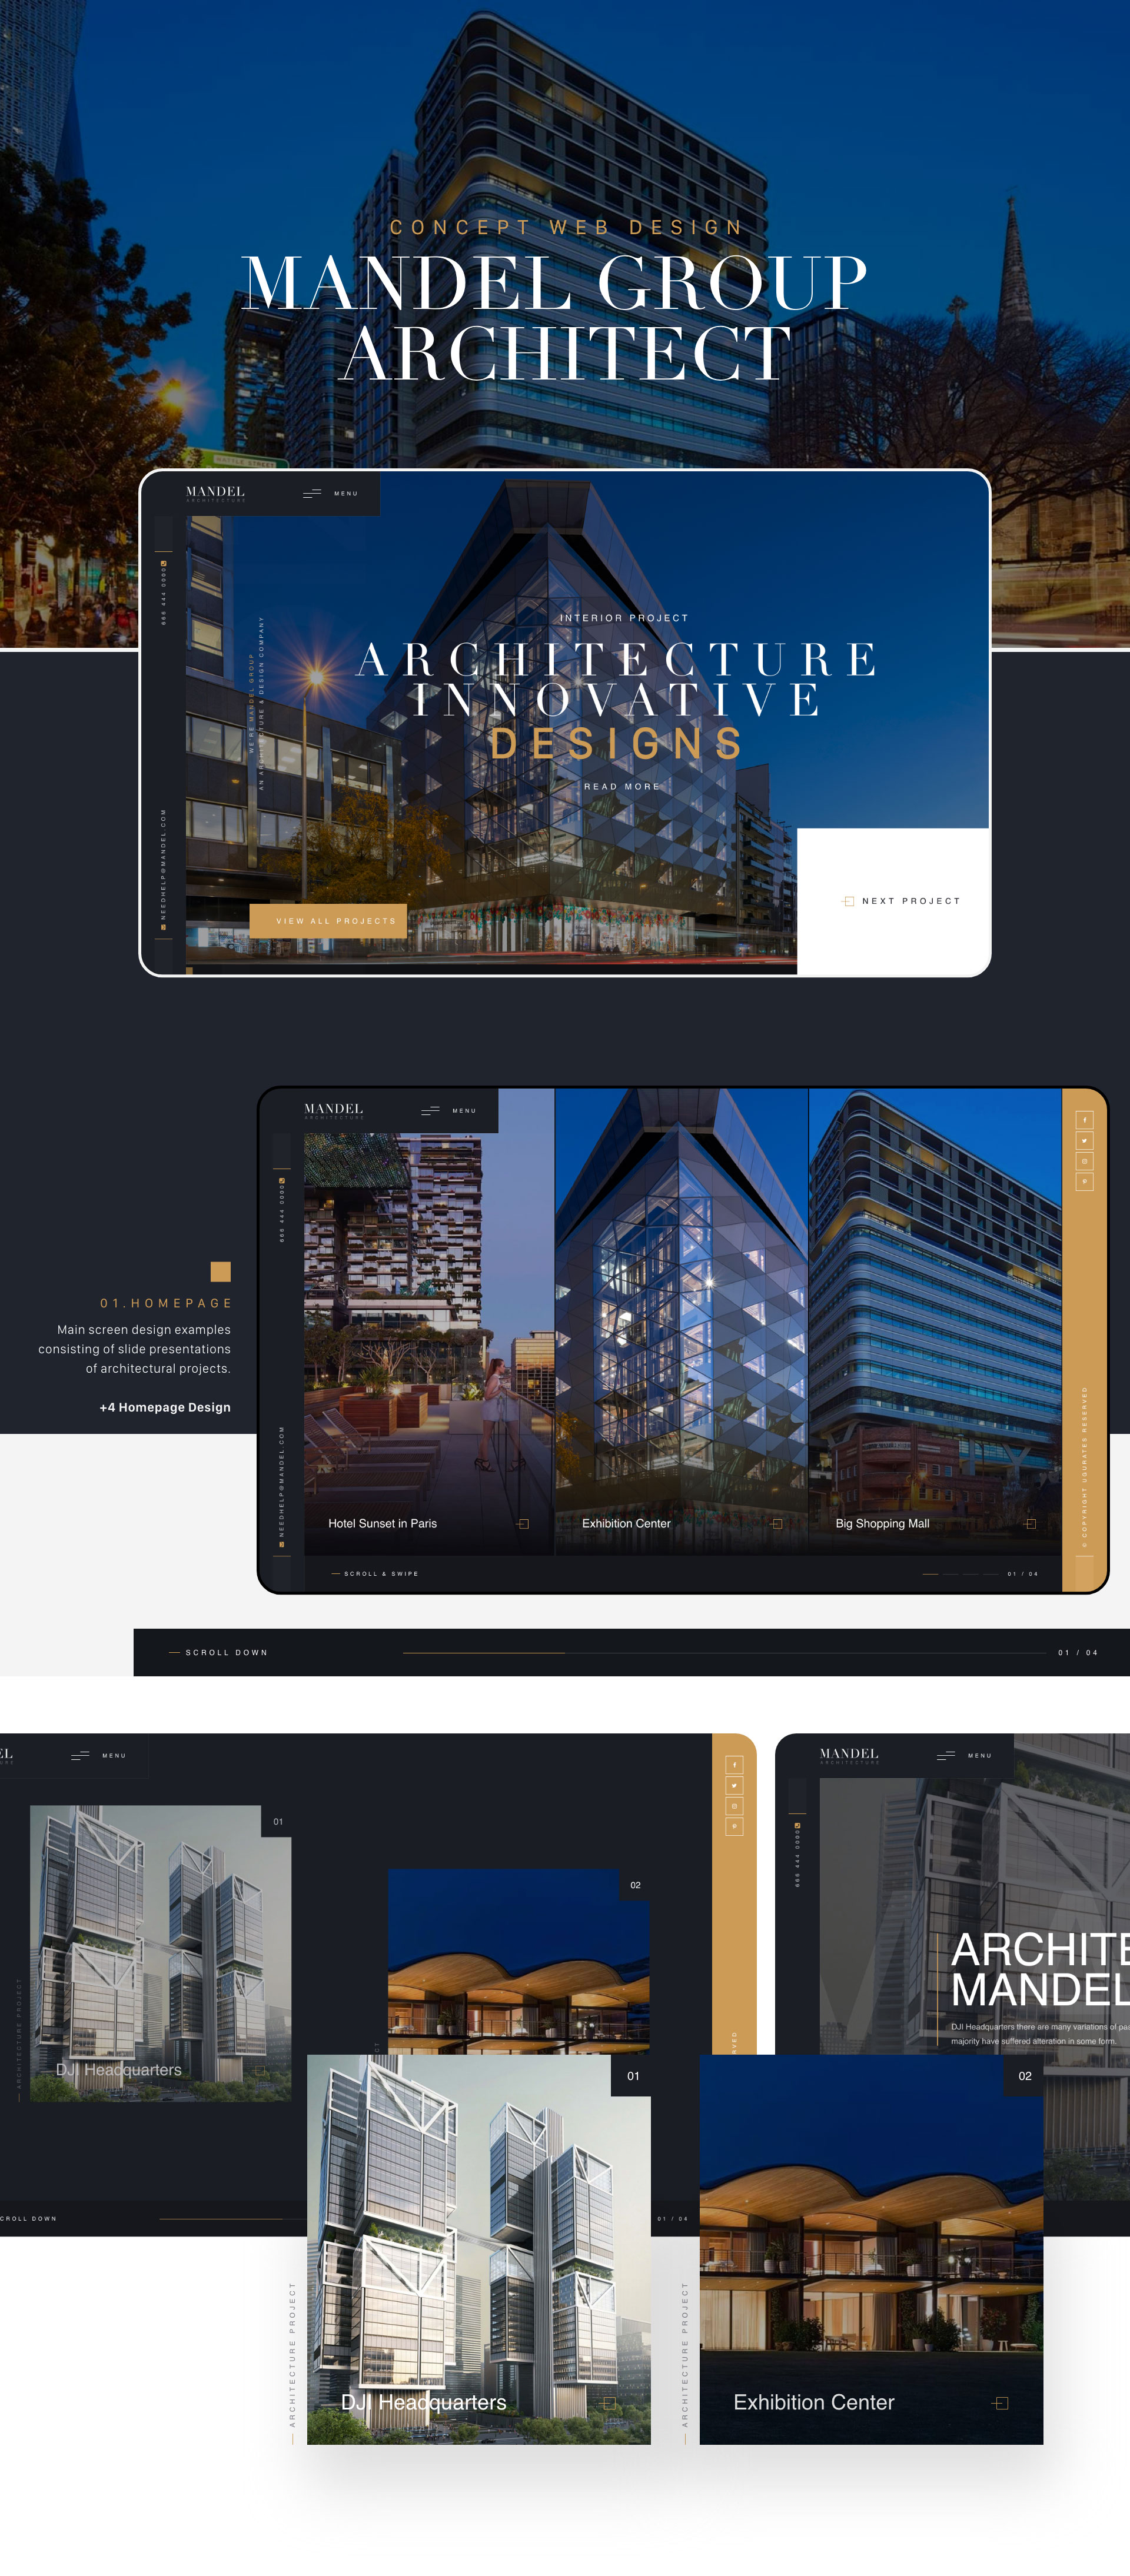 CONCEPT WEB DESIGN
MANDEL GROUP
ARCHITECT
MANDEL
ARCHITECTURE
MENU
666 444 0090
NEEDHELP@MANDEL.COM
WE'RE MANDEL GROUP
AN ARCHITECTURE & DESIGN COMPANY
INTERIOR PROJECT
ARCHITECTURE
INNOVATIVE
DESIGNS
READ MORE
VIEW ALL PROJECTS
NEXT PROJECT
MANDEL
ARCHITECTURE
MENU
666 444 0090
NEEDHELP@MANDEL.COM
01.HOMEPAGE
Main screen design examples
consisting of slide presentations
of architectural projects.
+4 Homepage Design
Hotel Sunset in Paris
Exhibition Center
Big Shopping Mall
SCROLL & SWIPE
01 / 04
© COPYRIGHT UGURATES RESERVED
SCROLL DOWN
01 / 04
EL
MENU
01
ARCHITECTURE PROJECT
DJI Headquarters
02
CT
RVED
CROLL DOWN
01 / 04
MANDEL
ARCHITECTURE
MENU
666 444 0090
ARCHITE
MANDEL
DJI Headquarters there are many variations of pas
majority have suffered alteration in some form.
ARCHITECTURE PROJECT
01
DJI Headquarters
ARCHITECTURE PROJECT
02
Exhibition Center